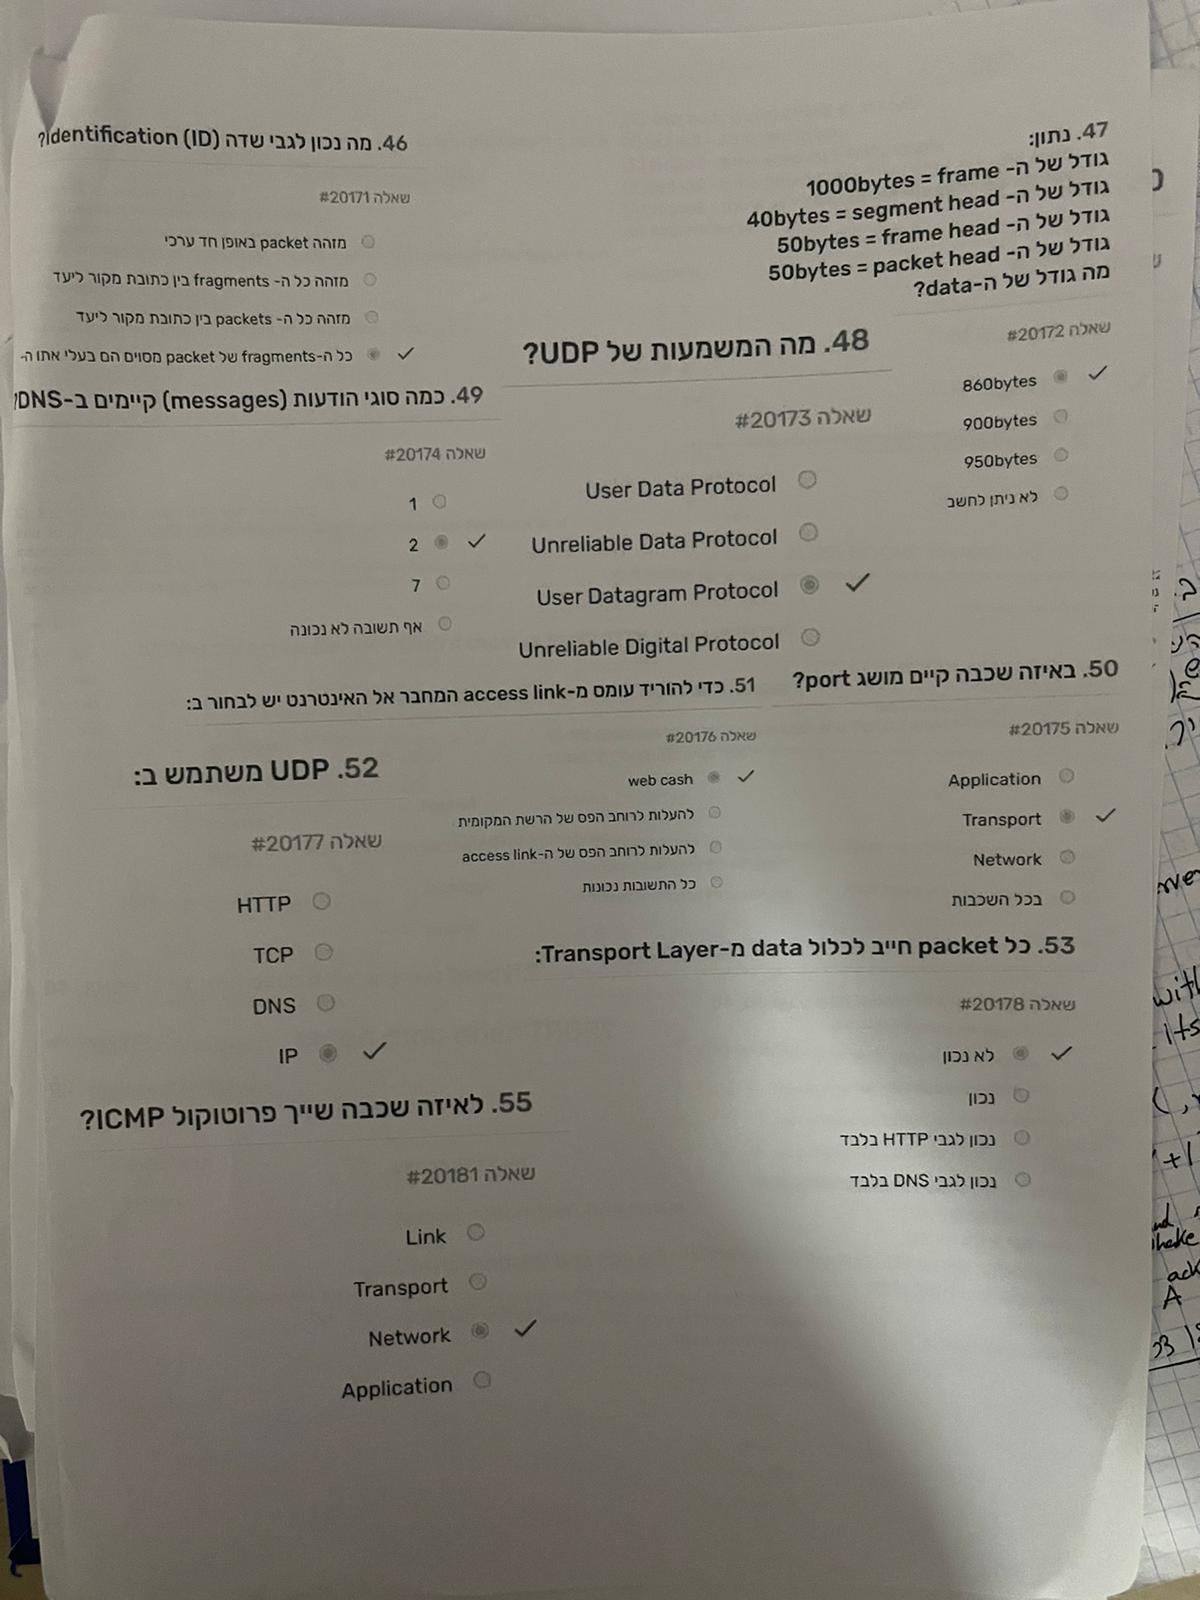 46. מה נכון לגבי שדה Identification (ID)?
שאלה 20171#
מזהה packet באופן חד ערכי
מזהה כל ה- fragments בין כתובת מקור ליעד
מזהה כל ה- packets בין כתובת מקור ליעד
כל ה-fragments של packet מסוים הם בעלי אתו ה-
47. נתון:
גודל של ה- frame = 1000bytes
גודל של ה- segment head = 40bytes
גודל של ה- frame head = 50bytes
גודל של ה- packet head = 50bytes
מה גודל של ה-data?
שאלה 20172#
860bytes
900bytes
950bytes
לא ניתן לחשב
48. מה המשמעות של UDP?
שאלה 20173#
User Data Protocol
Unreliable Data Protocol
User Datagram Protocol
Unreliable Digital Protocol
49. כמה סוגי הודעות (messages) קיימים ב-DNS?
שאלה 20174#
1
2
7
אף תשובה לא נכונה
50. באיזה שכבה קיים מושג port?
שאלה 20175#
Application
Transport
Network
בכל השכבות
51. כדי להוריד עומס מ-access link המחבר אל האינטרנט יש לבחור ב:
שאלה 20176#
web cash
להעלות לרוחב הפס של הרשת המקומית
להעלות לרוחב הפס של ה-access link
כל התשובות נכונות
52. UDP משתמש ב:
שאלה 20177#
HTTP
TCP
DNS
IP
53. כל packet חייב לכלול data מ-Transport Layer:
שאלה 20178#
לא נכון
נכון
נכון לגבי HTTP בלבד
נכון לגבי DNS בלבד
55. לאיזה שכבה שייך פרוטוקול ICMP?
שאלה 20181#
Link
Transport
Network
Application
with
its
ack
A